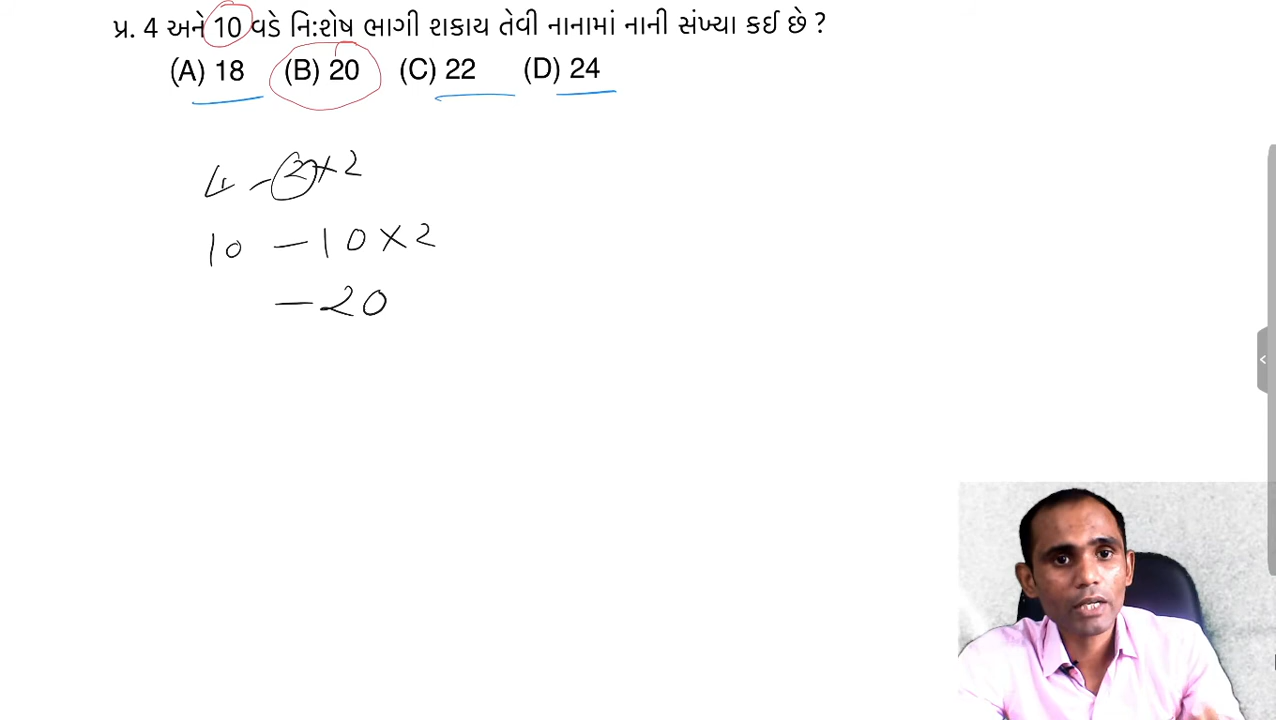 પ્ર. 4 અને 10 વડે નિ:શેષ ભાગી શકાય તેવી નાનામાં નાની સંખ્યા કઈ છે ?
(A) 18 (B) 20 (C) 22 (D) 24
4 - 2 × 2
10 - 10 × 2
- 20